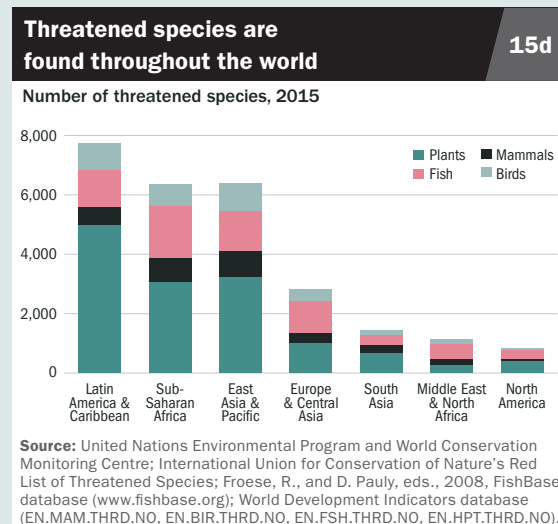 Threatened species are
found throughout the world
15d
Number of threatened species, 2015
8,000
6,000
4,000
2,000
0
Plants
Mammals
Fish
Birds
Latin
America &
Caribbean
Sub-
Saharan
Africa
East
Asia &
Pacific
Europe
& Central
Asia
South
Asia
Middle East
& North
Africa
North
America
Source: United Nations Environmental Program and World Conservation
Monitoring Centre; International Union for Conservation of Nature's Red
List of Threatened Species; Froese, R., and D. Pauly, eds., 2008, FishBase
database (www.fishbase.org); World Development Indicators database
(EN.MAM.THRD.NO, EN.BIR.THRD.NO, EN.FSH.THRD.NO, EN.HPT.THRD.NO).